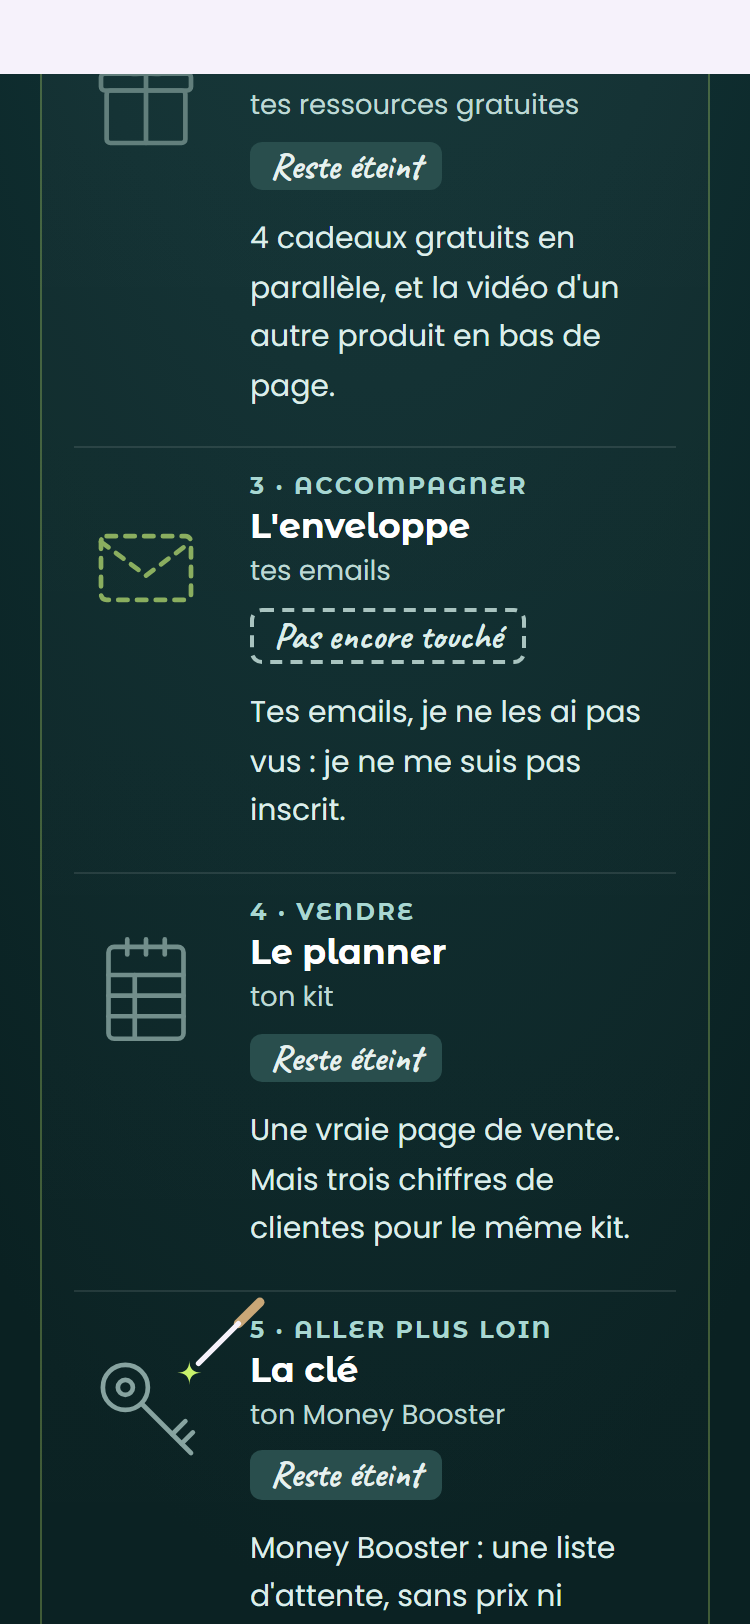 tes ressources gratuites
Reste éteint
4 cadeaux gratuits en
parallèle, et la vidéo d'un
autre produit en bas de
page.
3 · ACCOMPAGNER
L'enveloppe
tes emails
Pas encore touché
Tes emails, je ne les ai pas
vus : je ne me suis pas
inscrit.
4 · VENDRE
Le planner
ton kit
Reste éteint
Une vraie page de vente.
Mais trois chiffres de
clientes pour le même kit.
5 · ALLER PLUS LOIN
La clé
ton Money Booster
Reste éteint
Money Booster : une liste
d'attente, sans prix ni